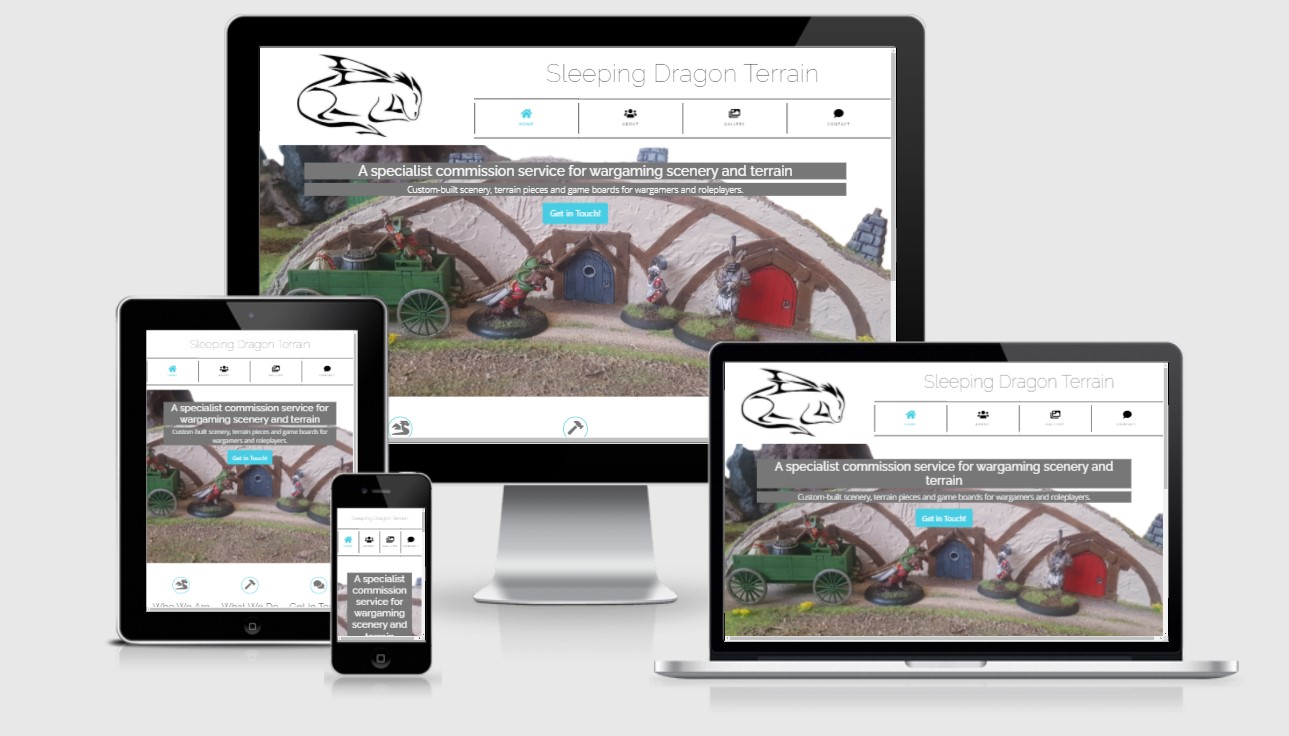 Sleeping Dragon Terrain
HOME ABOUT GALLERY CONTACT
A specialist commission service for wargaming scenery and terrain
Custom-built scenery, terrain pieces and game boards for wargamers and roleplayers.
Get in Touch!
Sleeping Dragon Terrain
A specialist commission service for
wargaming scenery and terrain
Custom-built scenery, terrain pieces and game boards for
wargamers and roleplayers.
Get in Touch!
Who We Are What We Do Get In
Sleeping Dragon Terrain
A specialist
commission
service for
wargaming
scenery and
terrain
Sleeping Dragon Terrain
HOME ABOUT GALLERY CONTACT
A specialist commission service for wargaming scenery and
terrain
Custom-built scenery, terrain pieces and game boards for wargamers and roleplayers.
Get in Touch!